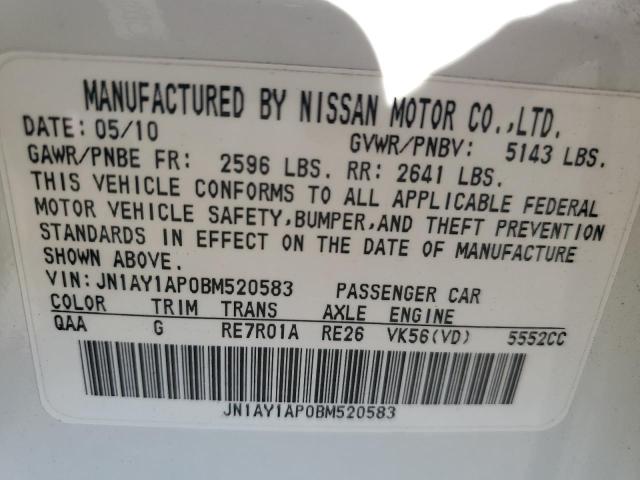 MANUFACTURED BY NISSAN MOTOR CO.,LTD.
DATE: 05/10 GVWR/PNBV: 5143 LBS.
GAWR/PNBE FR: 2596 LBS. RR: 2641 LBS.
THIS VEHICLE CONFORMS TO ALL APPLICABLE FEDERAL
MOTOR VEHICLE SAFETY,BUMPER,AND THEFT PREVENTION
STANDARDS IN EFFECT ON THE DATE OF MANUFACTURE
SHOWN ABOVE.
VIN:JN1AY1AP0BM520583 PASSENGER CAR
COLOR TRIM TRANS AXLE ENGINE
QAA G RE7R01A RE26 VK56(VD) 5552CC
JN1AY1AP0BM520583